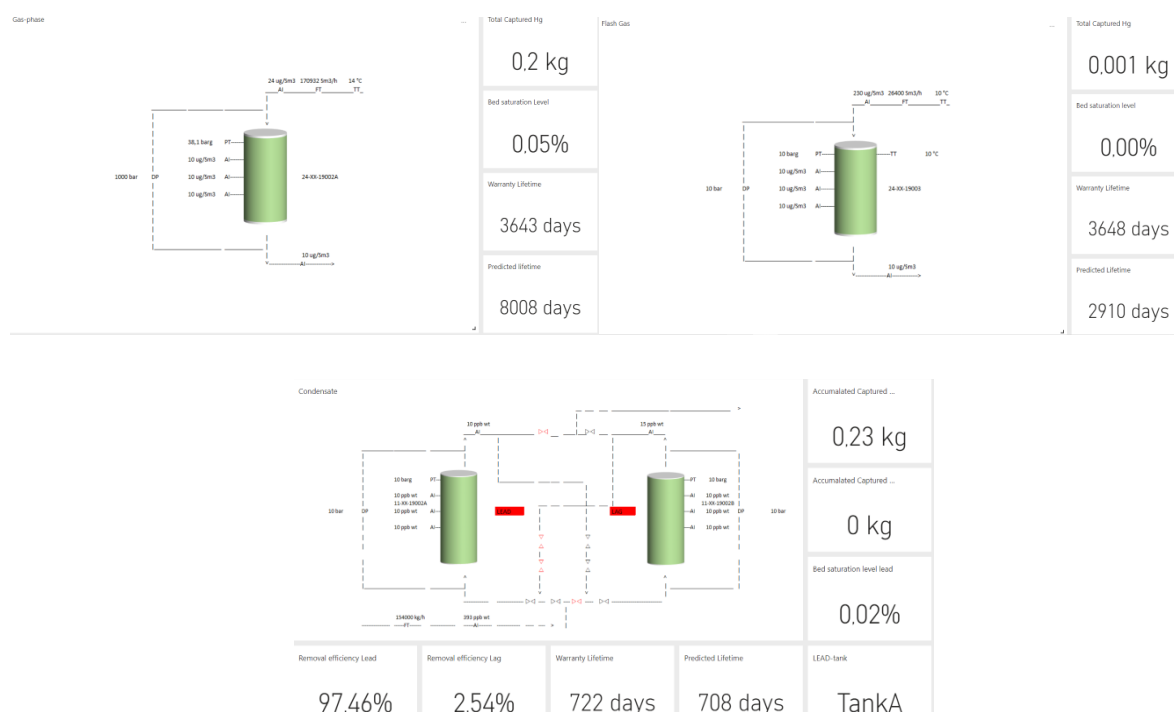 Gas-phase
...
Total Captured Hg
0,2 kg
24 ug/Sm3 170932 Sm3/h 14 °C
AI FT TT
Bed saturation Level
0,05%
38,1 barg PT
10 ug/Sm3 AI
1000 bar DP 10 ug/Sm3 AI 24-XX-19002A
10 ug/Sm3 AI
Warranty Lifetime
3643 days
10 ug/Sm3
AI
Predicted lifetime
8008 days
Flash Gas
...
Total Captured Hg
0,001 kg
230 ug/Sm3 26400 Sm3/h 10 °C
AI FT TT
Bed saturation level
0,00%
10 barg PT TT 10 °C
10 ug/Sm3 AI
10 bar DP 10 ug/Sm3 AI 24-XX-19003
10 ug/Sm3 AI
Warranty Lifetime
3648 days
10 ug/Sm3
AI
Predicted Lifetime
2910 days
Condensate
Accumalated Captured ...
0,23 kg
10 ppb wt 15 ppb wt
AI AI
10 barg PT PT 10 barg
10 ppb wt AI AI 10 ppb wt
11-XX-19002A 11-XX-19002B
10 bar DP 10 ppb wt AI LEAD LAG AI 10 ppb wt DP 10 bar
10 ppb wt AI AI 10 ppb wt
Accumalated Captured ...
0 kg
Bed saturation level lead
0,02%
154000 kg/h 393 ppb wt
FT AI
Removal efficiency Lead
97,46%
Removal efficiency Lag
2,54%
Warranty Lifetime
722 days
Predicted Lifetime
708 days
LEAD-tank
TankA